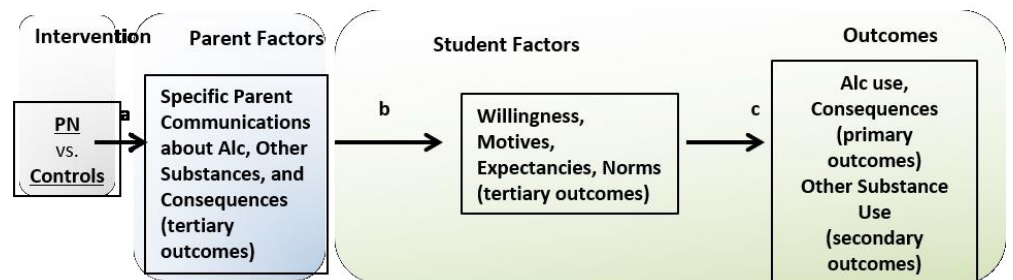 Intervention
Parent Factors
Student Factors
Outcomes
PN
vs.
Controls
a
Specific Parent
Communications
about Alc, Other
Substances, and
Consequences
(tertiary
outcomes)
b
Willingness,
Motives,
Expectancies, Norms
(tertiary outcomes)
c
Alc use,
Consequences
(primary
outcomes)
Other Substance
Use
(secondary
outcomes)